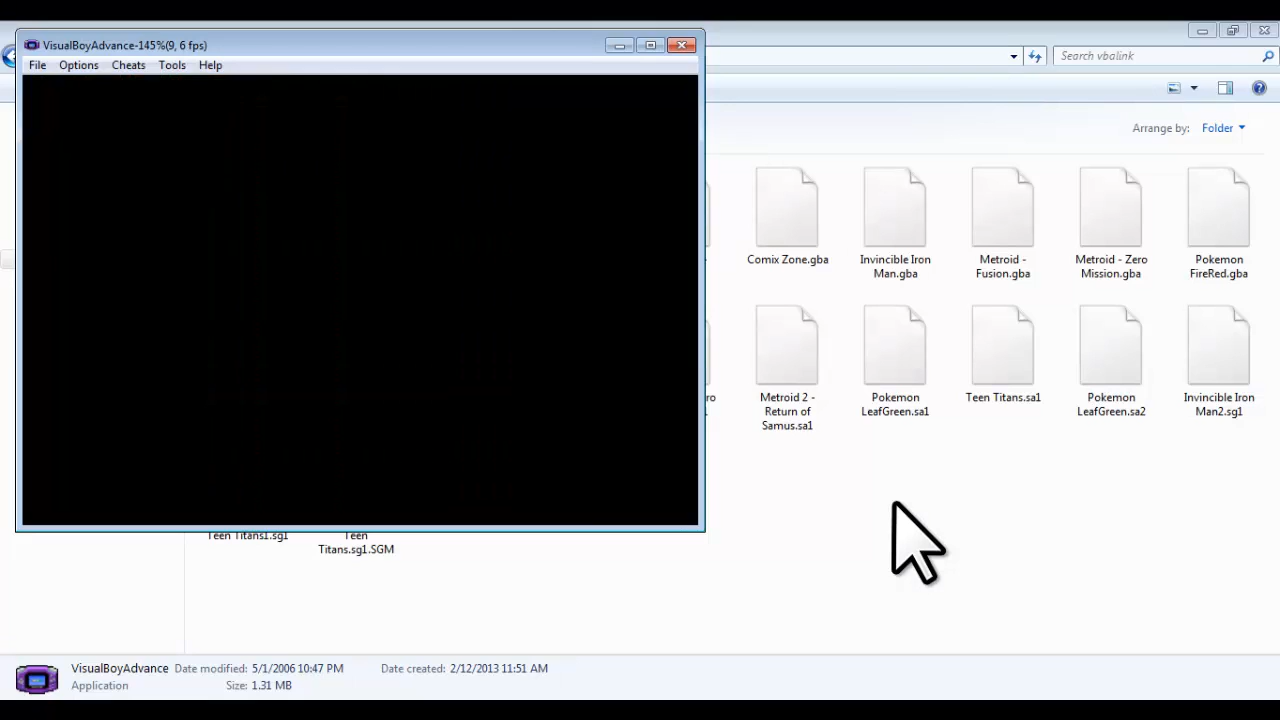 VisualBoyAdvance-145%(9, 6 fps)
File Options Cheats Tools Help
Search vbalink
Arrange by: Folder
Comix Zone.gba
Invincible Iron
Man.gba
Metroid -
Fusion.gba
Metroid - Zero
Mission.gba
Pokemon
FireRed.gba
Metroid 2 -
Return of
Samus.sa1
Pokemon
LeafGreen.sa1
Teen Titans.sa1
Pokemon
LeafGreen.sa2
Invincible Iron
Man2.sg1
Teen Titans1.sg1
Teen
Titans.sg1.SGM
VisualBoyAdvance Date modified: 5/1/2006 10:47 PM Date created: 2/12/2013 11:51 AM
Application Size: 1.31 MB